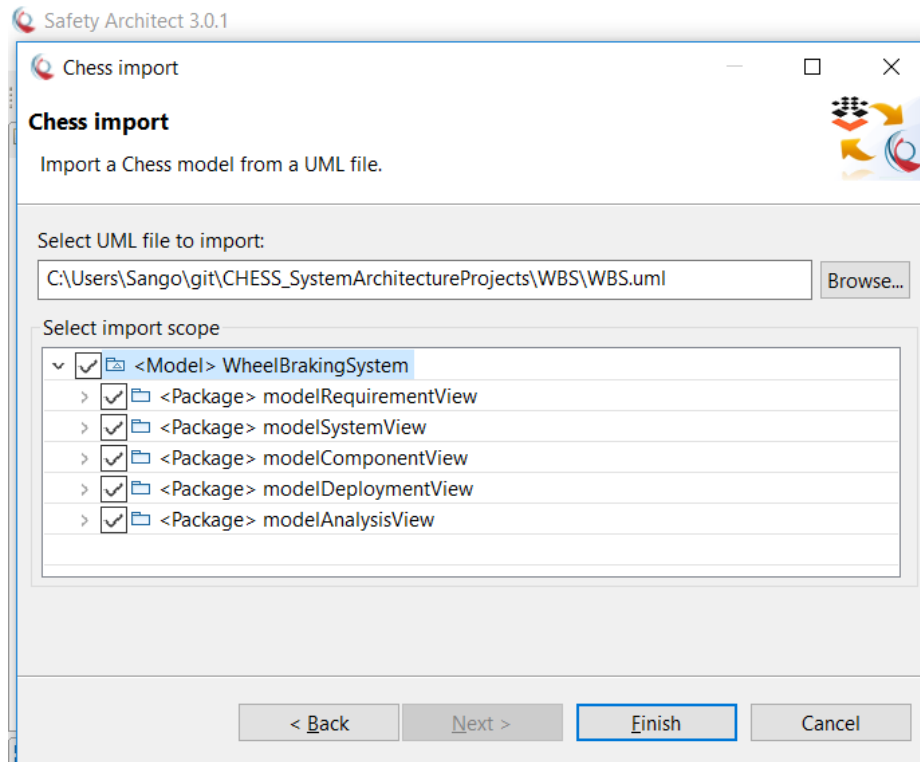 Safety Architect 3.0.1
Chess import
Chess import
Import a Chess model from a UML file.
Select UML file to import:
C:\Users\Sango\git\CHESS_SystemArchitectureProjects\WBS\WBS.uml
Browse...
Select import scope
<Model> WheelBrakingSystem
<Package> modelRequirementView
<Package> modelSystemView
<Package> modelComponentView
<Package> modelDeploymentView
<Package> modelAnalysisView
< Back Next > Finish Cancel